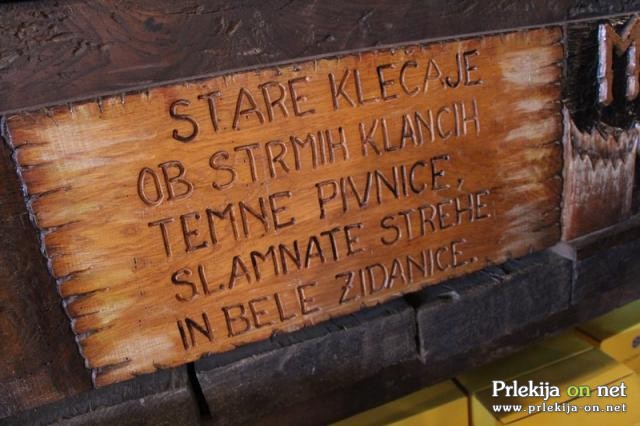 STARE KLEČAJE
OB STRMIH KLANCIH
TEMNE PIVNICE,
SLAMNATE STREHE
IN BELE ZIDANICE.
M
Prlekija on net
www.prlekija-on.net